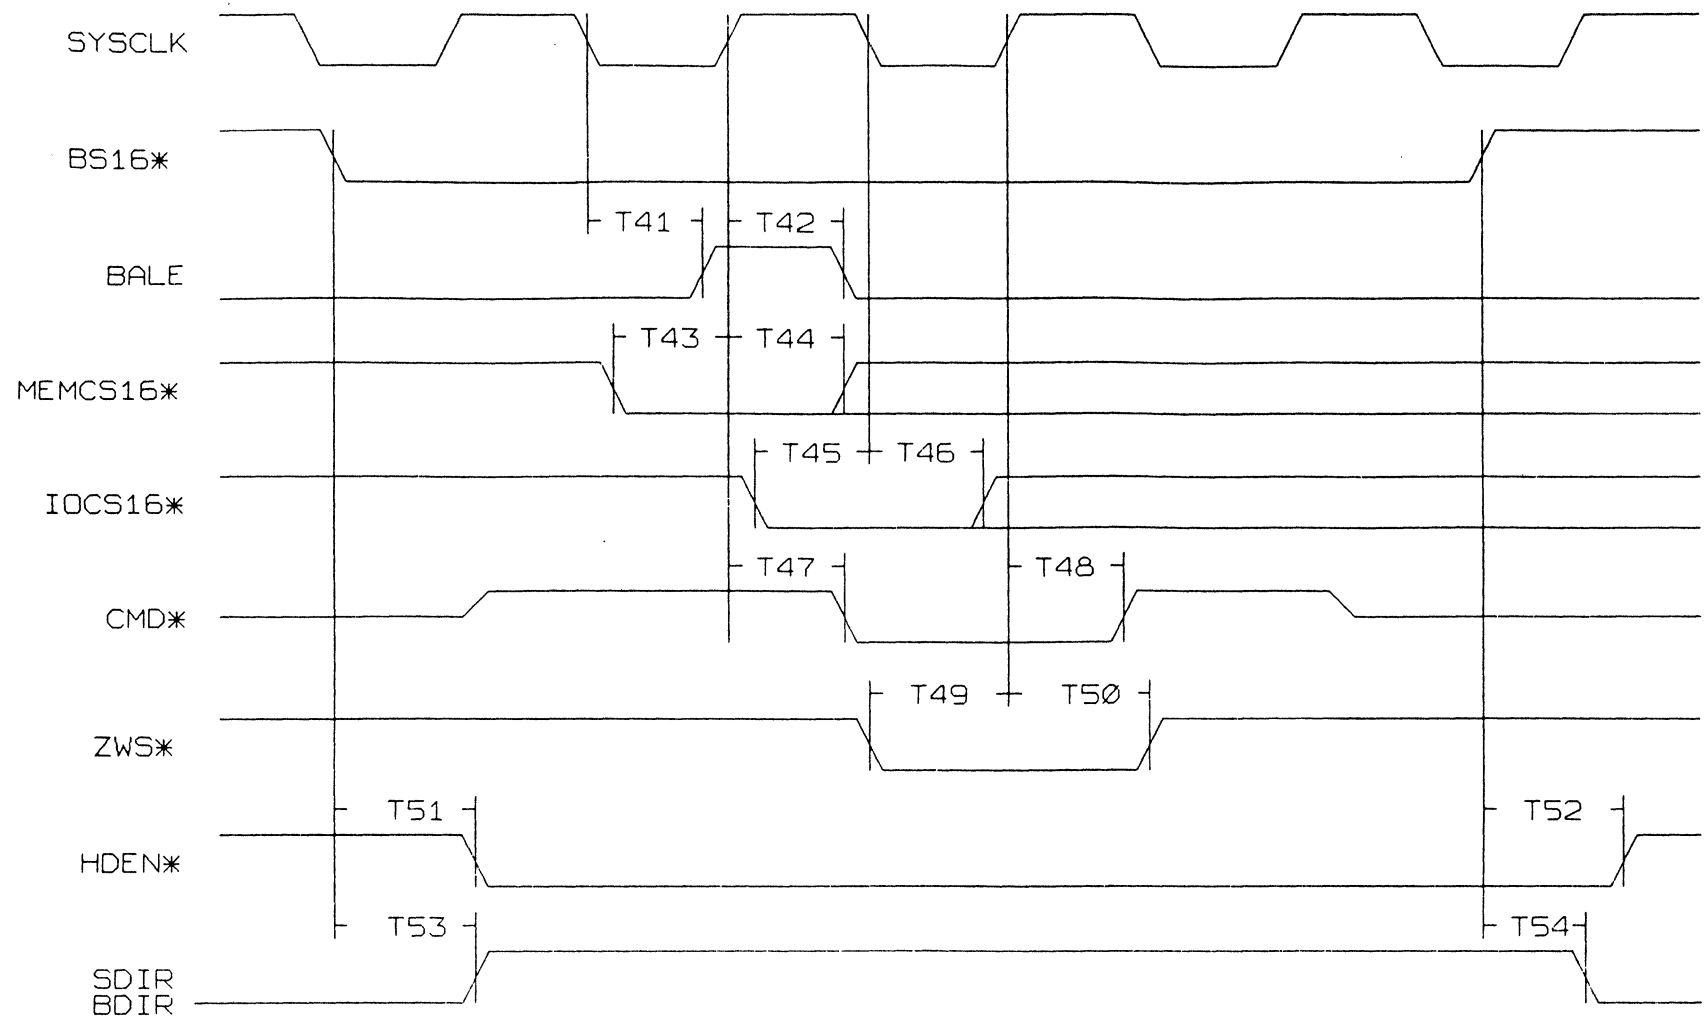 SYSCLK
BS16*
T41 T42
BALE
T43 T44
MEMCS16*
T45 T46
IOCS16*
T47 T48
CMD*
T49 T50
ZWS*
T51 T52
HDEN*
T53 T54
SDIR
BDIR